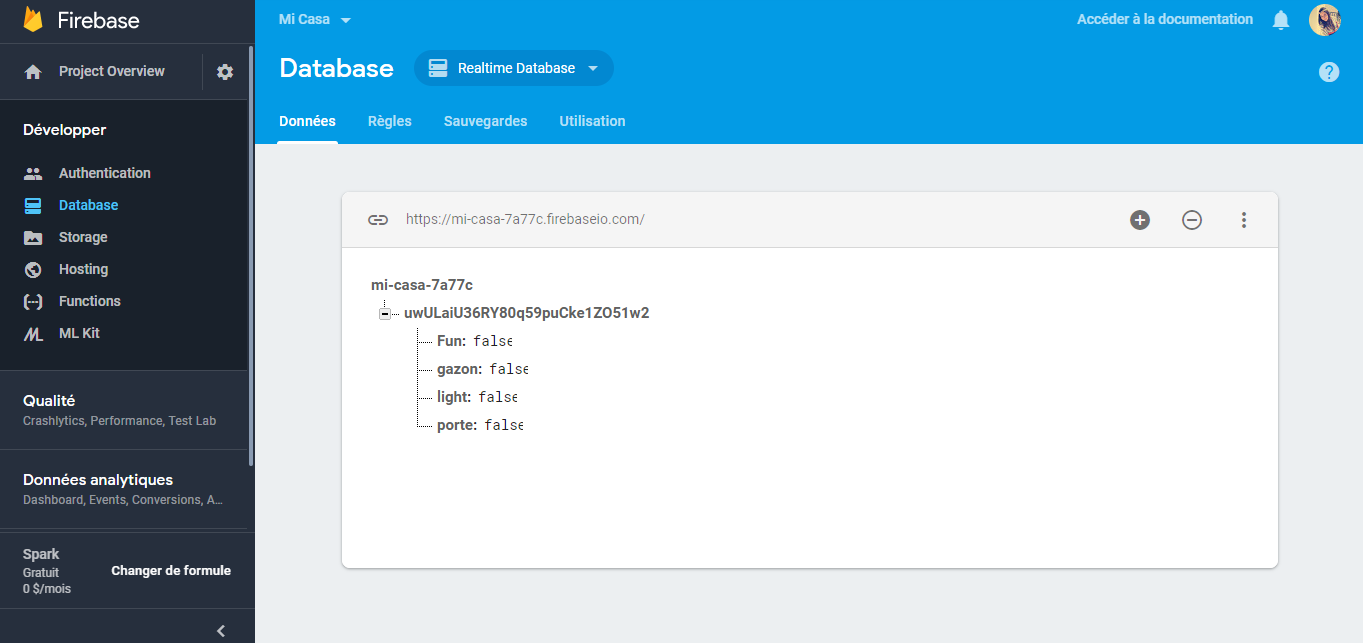 Firebase
Project Overview
Développer
Authentication
Database
Storage
Hosting
Functions
ML Kit
Qualité
Crashlytics, Performance, Test Lab
Données analytiques
Dashboard, Events, Conversions, A...
Spark
Gratuit
0 $/mois
Changer de formule
Mi Casa
Accéder à la documentation
Database
Realtime Database
Données Règles Sauvegardes Utilisation
https://mi-casa-7a77c.firebaseio.com/
mi-casa-7a77c
uwULaiU36RY80q59puCke1ZO51w2
Fun: false
gazon: false
light: false
porte: false